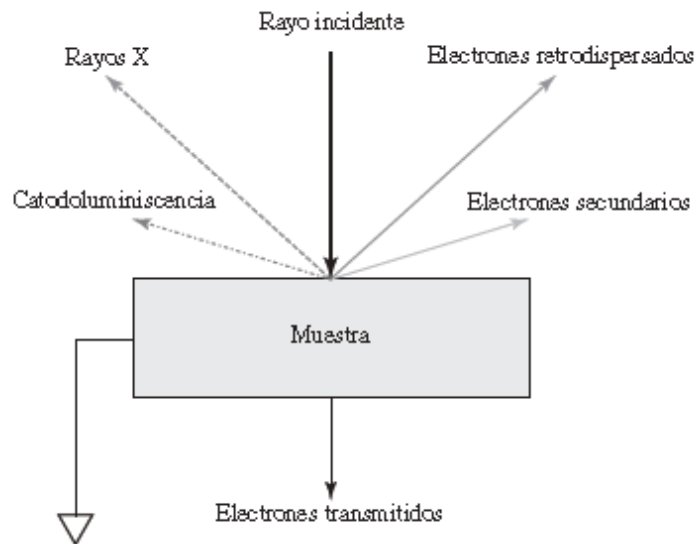 Rayo incidente
Rayos X
Electrones retrodispersados
Catodoluminiscencia
Electrones secundarios
Muestra
Electrones transmitidos